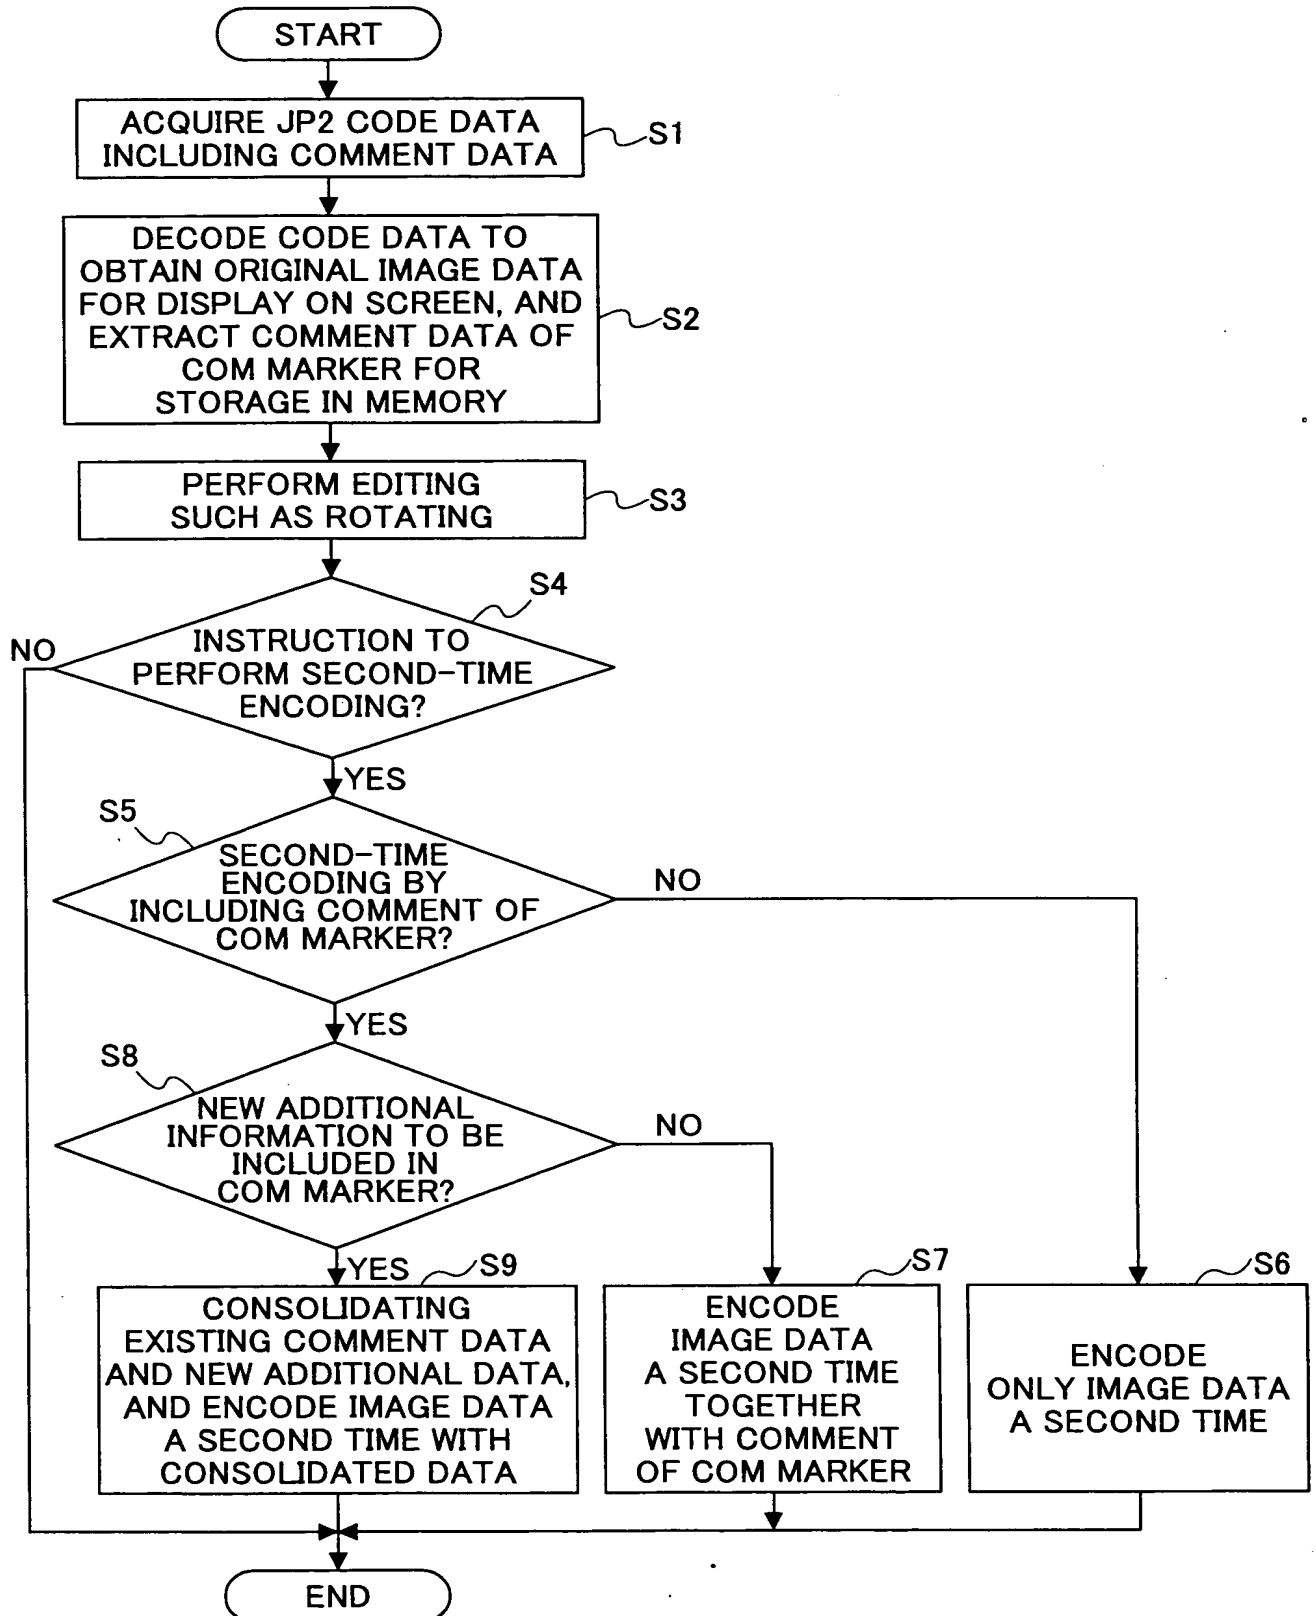 START
ACQUIRE JP2 CODE DATA
INCLUDING COMMENT DATA
S1
DECODE CODE DATA TO
OBTAIN ORIGINAL IMAGE DATA
FOR DISPLAY ON SCREEN, AND
EXTRACT COMMENT DATA OF
COM MARKER FOR
STORAGE IN MEMORY
S2
PERFORM EDITING
SUCH AS ROTATING
S3
S4
NO
INSTRUCTION TO
PERFORM SECOND-TIME
ENCODING?
YES
S5
SECOND-TIME
ENCODING BY
INCLUDING COMMENT OF
COM MARKER?
NO
YES
S8
NEW ADDITIONAL
INFORMATION TO BE
INCLUDED IN
COM MARKER?
NO
YES
S9
CONSOLIDATING
EXISTING COMMENT DATA
AND NEW ADDITIONAL DATA,
AND ENCODE IMAGE DATA
A SECOND TIME WITH
CONSOLIDATED DATA
S7
ENCODE
IMAGE DATA
A SECOND TIME
TOGETHER
WITH COMMENT
OF COM MARKER
S6
ENCODE
ONLY IMAGE DATA
A SECOND TIME
END